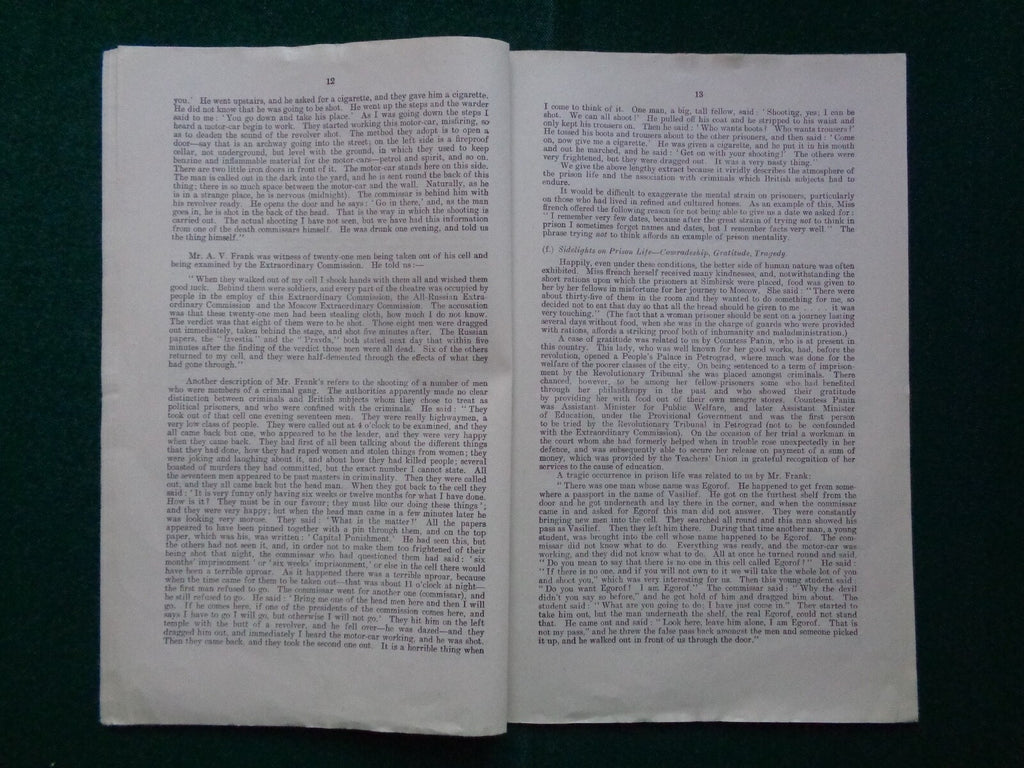 12
you.' He went upstairs, and he asked for a cigarette, and they gave him a cigarette.
He did not know that he was going to be shot. He went up the steps and the warder
said to me: 'You go down and take his place.' As I was going down the steps I
heard a motor-car begin to work. They started working this motor-car, misfiring, so
as to deaden the sound of the revolver shot. The method they adopt is to open a
door—say that is an archway going into the street; on the left side is a fireproof
cellar, not underground, but level with the ground, in which they used to keep
benzine and inflammable material for the motor-cars—petrol and spirit, and so on.
There are two little iron doors in front of it. The motor-car stands here on this side.
The man is called out in the dark into the yard, and he is sent round the back of this
thing; there is so much space between the motor-car and the wall. Naturally, as he
is in a strange place, he is nervous (midnight). The commissar is behind him with
his revolver ready. He opens the door and he says: 'Go in there,' and, as the man
goes in, he is shot in the back of the head. That is the way in which the shooting is
carried out. The actual shooting I have not seen, but we have had this information
from one of the death commissars himself. He was drunk one evening, and told us
the thing himself."
Mr. A. V. Frank was witness of twenty-one men being taken out of his cell and
being examined by the Extraordinary Commission. He told us:—
"When they walked out of my cell I shook hands with them all and wished them
good luck. Behind them were soldiers, and every part of the theatre was occupied by
people in the employ of this Extraordinary Commission, the All-Russian Extra-
ordinary Commission and the Moscow Extraordinary Commission. The accusation
was that these twenty-one men had been stealing cloth, how much I do not know.
The verdict was that eight of them were to be shot. Those eight men were dragged
out immediately, taken behind the stage, and shot five minutes after. The Russian
papers, the "Izvestia" and the "Pravda," both stated next day that within five
minutes after the finding of the verdict those men were all dead. Six of the others
returned to my cell, and they were half-demented through the effects of what they
had gone through."
Another description of Mr. Frank's refers to the shooting of a number of men
who were members of a criminal gang. The authorities apparently made no clear
distinction between criminals and British subjects whom they chose to treat as
political prisoners, and who were confined with the criminals. He said: "They
took out of that cell one evening seventeen men. They were really highwaymen, a
very low class of people. They were called out at 4 o'clock to be examined, and they
all came back but one, who appeared to be the leader, and they were very happy
when they came back. They had first of all been talking about the different things
that they had done, how they had raped women and stolen things from women; they
were joking and laughing about it, and about how they had killed people; several
boasted of murders they had committed, but the exact number I cannot state. All
the seventeen men appeared to be past masters in criminality. Then they were called
out, and they all came back but the head man. When they got back to the cell they
said: 'It is very funny only having six weeks or twelve months for what I have done.
How is it? They must be in our favour; they must like our doing these things';
and they were very happy; but when the head man came in a few minutes later he
was looking very morose. They said: 'What is the matter?' All the papers
appeared to have been pinned together with a pin through them, and on the top
paper, which was his, was written: 'Capital Punishment.' He had seen this, but
the others had not seen it, and, in order not to make them too frightened of their
being shot that night, the commissar who had questioned them had said: 'six
months' imprisonment' or 'six weeks' imprisonment,' or else in the cell there would
have been a terrible uproar. As it happened there was a terrible uproar, because
when the time came for them to be taken out—that was about 11 o'clock at night—
the first man refused to go. The commissar went for another one (commissar), and
he still refused to go. He said: 'Bring me one of the head men here and then I will
go. If he comes here, if one of the presidents of the commission comes here, and
says I have to go I will go, but otherwise I will not go.' They hit him on the left
temple with the butt of a revolver, and he fell over—he was dazed—and they
dragged him out, and immediately I heard the motor-car working, and he was shot.
Then they came back, and they took the second one out. It is a horrible thing when
13
I come to think of it. One man, a big, tall fellow, said: 'Shooting, yes; I can be
shot. We can all shoot!' He pulled off his coat and he stripped to his waist and
only kept his trousers on. Then he said: 'Who wants boots? Who wants trousers?'
He tossed his boots and trousers about to the other prisoners, and then said: 'Come
on, now give me a cigarette.' He was given a cigarette, and he put it in his mouth
and out he marched, and he said: 'Get on with your shooting!' The others were
very frightened, but they were dragged out. It was a very nasty thing."
We give the above lengthy extract because it vividly describes the atmosphere of
the prison life and the association with criminals which British subjects had to
endure.
It would be difficult to exaggerate the mental strain on prisoners, particularly
on those who had lived in refined and cultured homes. As an example of this, Miss
ffrench offered the following reason for not being able to give us a date we asked for:
"I remember very few dates, because after the great strain of trying not to think in
prison I sometimes forget names and dates, but I remember facts very well." The
phrase trying not to think affords an example of prison mentality.
(f.) Sidelights on Prison Life—Comradeship, Gratitude, Tragedy.
Happily, even under these conditions, the better side of human nature was often
exhibited. Miss ffrench herself received many kindnesses, and, notwithstanding the
short rations upon which the prisoners at Simbirsk were placed, food was given to
her by her fellows in misfortune for her journey to Moscow. She said: "There were
about thirty-five of them in the room and they wanted to do something for me, so
decided not to eat that day so that all the bread should be given to me . . . . it was
very touching." (The fact that a woman prisoner should be sent on a journey lasting
several days without food, when she was in the charge of guards who were provided
with rations, affords a striking proof both of inhumanity and maladministration.)
A case of gratitude was related to us by Countess Panin, who is at present in
this country. This lady, who was well known for her good works, had, before the
revolution, opened a People's Palace in Petrograd, where much was done for the
welfare of the poorer classes of the city. On being sentenced to a term of imprison-
ment by the Revolutionary Tribunal she was placed amongst criminals. There
chanced, however, to be among her fellow-prisoners some who had benefited
through her philanthropy in the past and who showed their gratitude
by providing her with food out of their own meagre stores. Countess Panin
was Assistant Minister for Public Welfare, and later Assistant Minister
of Education, under the Provisional Government and was the first person
to be tried by the Revolutionary Tribunal in Petrograd (not to be confounded
with the Extraordinary Commission). On the occasion of her trial a workman in
the court whom she had formerly helped when in trouble rose unexpectedly in her
defence, and was subsequently able to secure her release on payment of a sum of
money, which was provided by the Teachers' Union in grateful recognition of her
services to the cause of education.
A tragic occurrence in prison life was related to us by Mr. Frank:
"There was one man whose name was Egorof. He happened to get from some-
where a passport in the name of Vasilief. He got on the furthest shelf from the
door and he got underneath and lay there in the corner, and when the commissar
came in and asked for Egorof this man did not answer. They were constantly
bringing new men into the cell. They searched all round and this man showed his
pass as Vasilief. Then they left him there. During that time another man, a young
student, was brought into the cell whose name happened to be Egorof. The com-
missar did not know what to do. Everything was ready, and the motor-car was
working, and they did not know what to do. All at once he turned round and said,
"Do you mean to say that there is no one in this cell called Egorof?" He said:
"If there is no one, and if you will not own to it we will take the whole lot of you
and shoot you," which was very interesting for us. Then this young student said:
"Do you want Egorof? I am Egorof." The commissar said: "Why the devil
didn't you say so before," and he got hold of him and dragged him about. The
student said: "What are you going to do; I have just come in." They started to
take him out, but the man underneath the shelf, the real Egorof, could not stand
that. He came out and said: "Look here, leave him alone, I am Egorof. That is
not my pass," and he threw the false pass back amongst the men and someone picked
it up, and he walked out in front of us through the door."